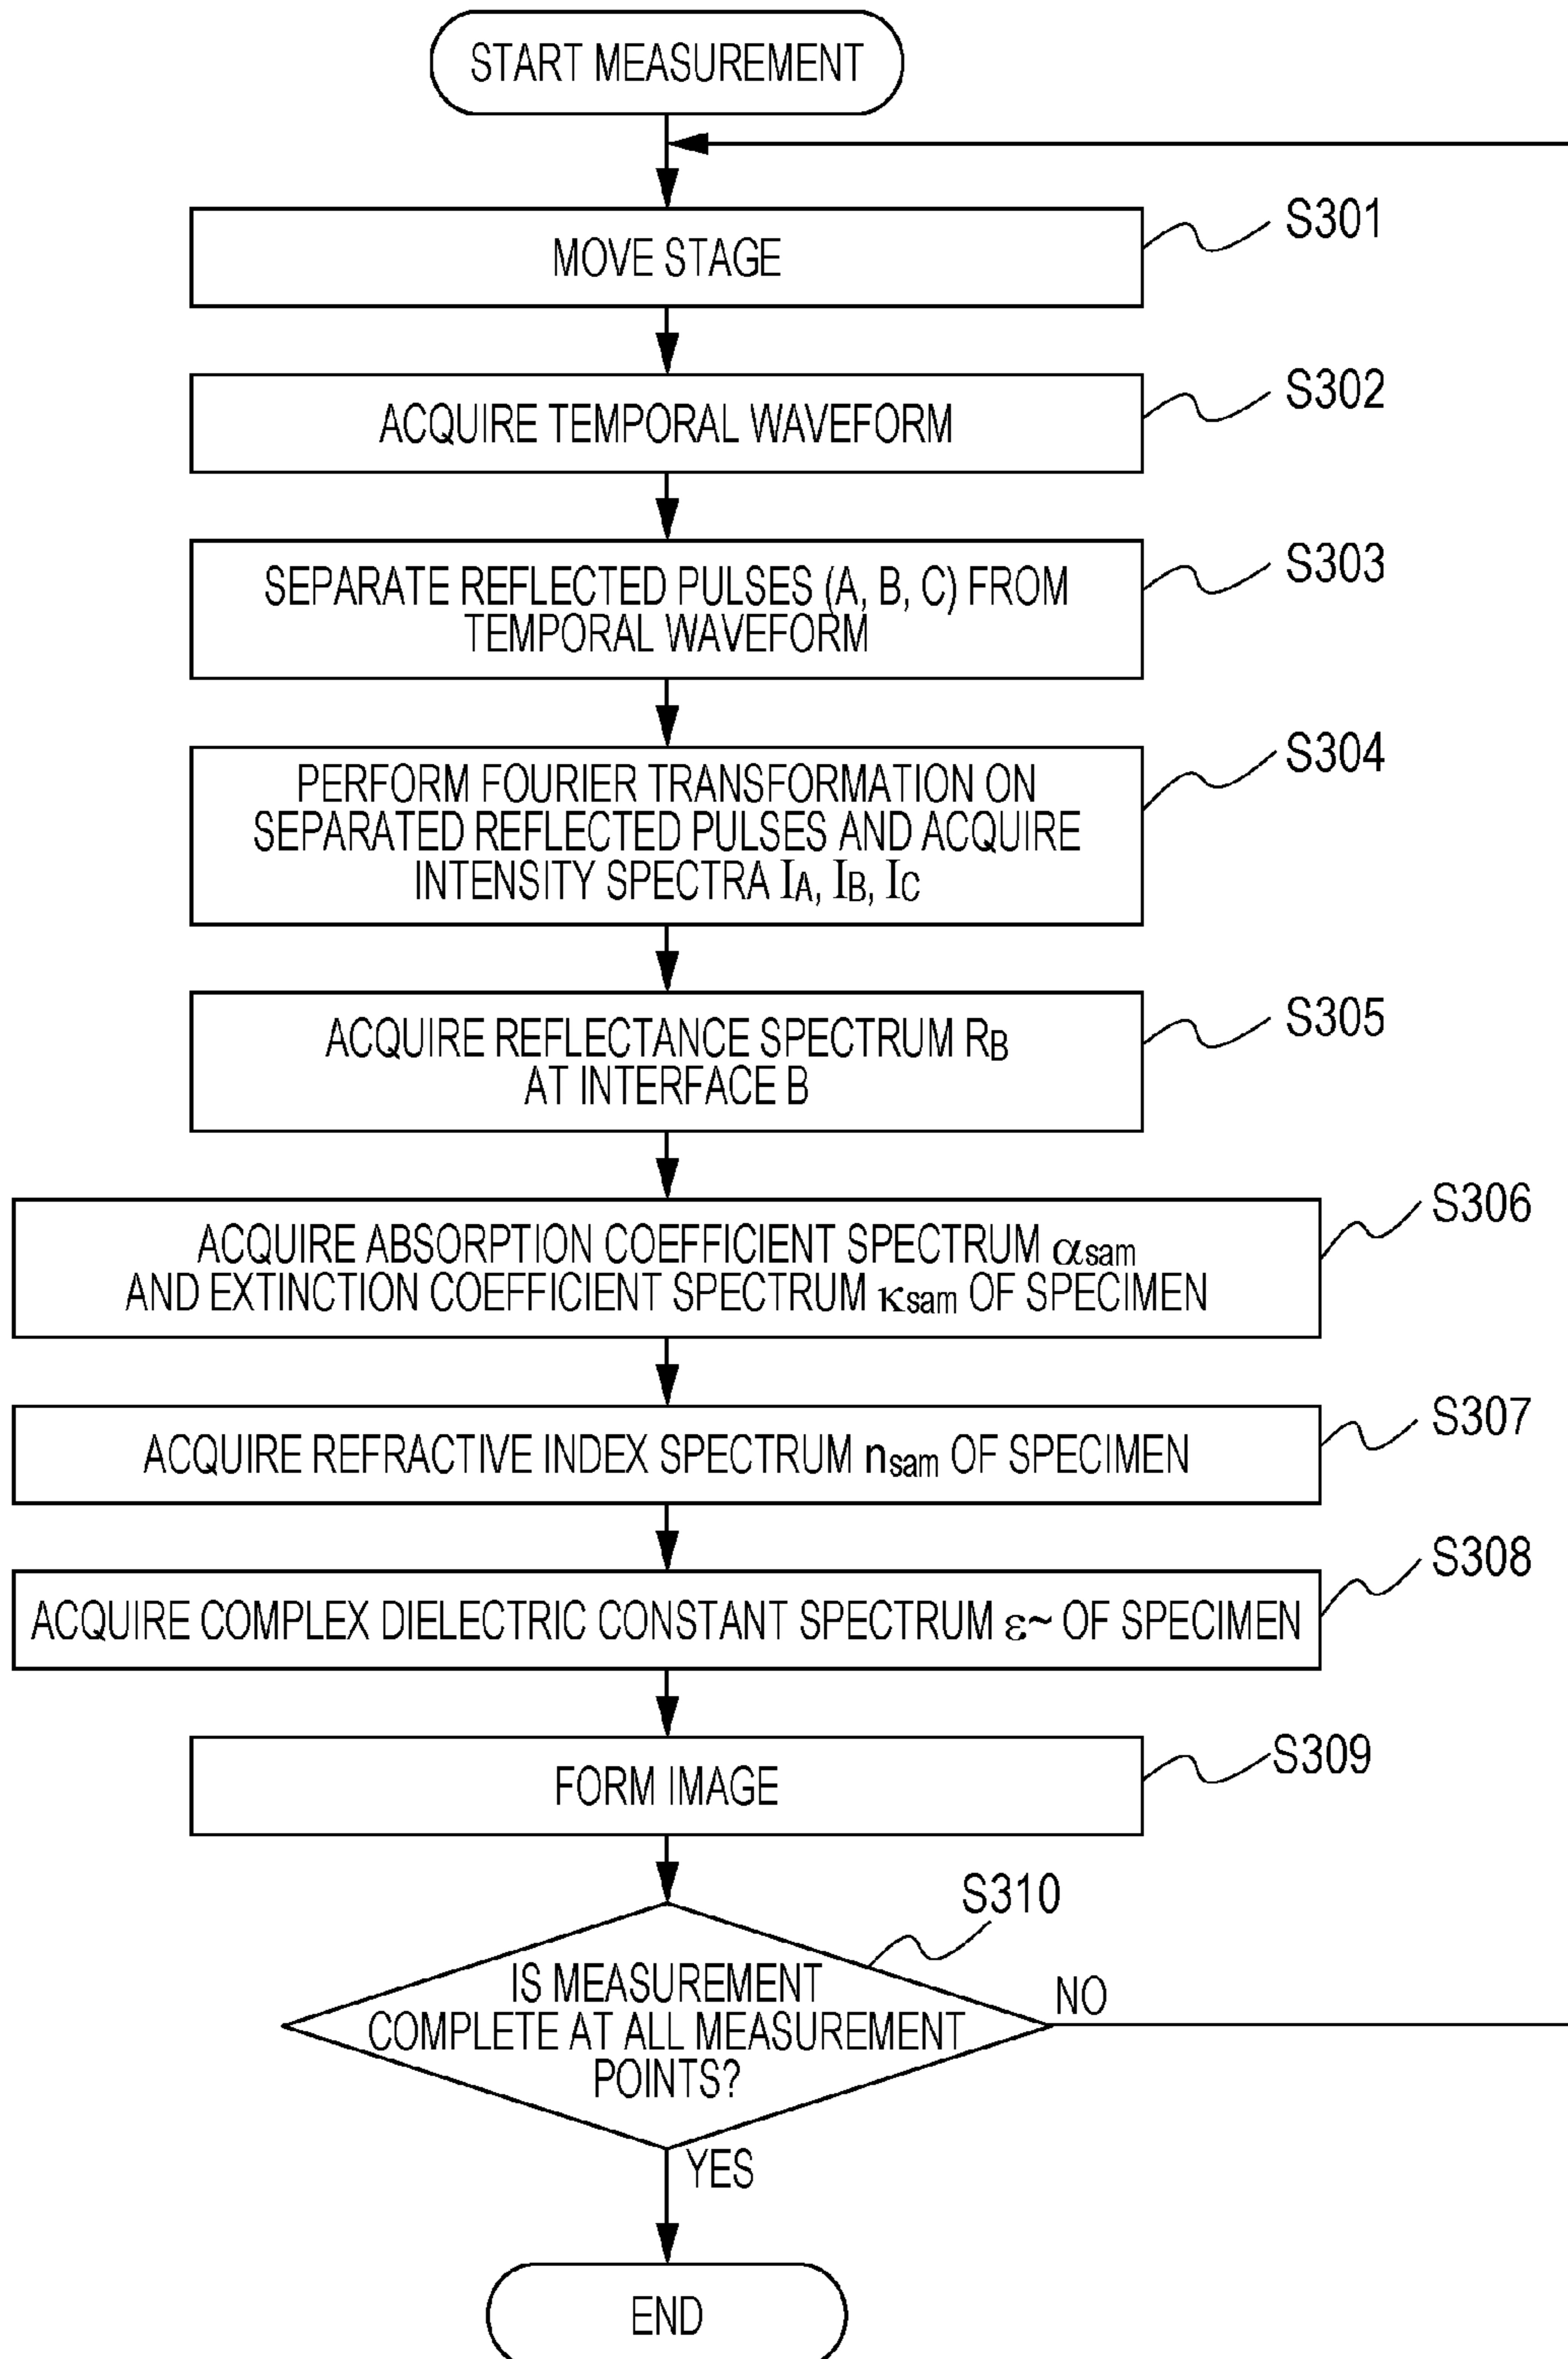 START MEASUREMENT
S301
MOVE STAGE
S302
ACQUIRE TEMPORAL WAVEFORM
S303
SEPARATE REFLECTED PULSES (A, B, C) FROM
TEMPORAL WAVEFORM
S304
PERFORM FOURIER TRANSFORMATION ON
SEPARATED REFLECTED PULSES AND ACQUIRE
INTENSITY SPECTRA IA, IB, IC
S305
ACQUIRE REFLECTANCE SPECTRUM RB
AT INTERFACE B
S306
ACQUIRE ABSORPTION COEFFICIENT SPECTRUM αsam
AND EXTINCTION COEFFICIENT SPECTRUM κsam OF SPECIMEN
S307
ACQUIRE REFRACTIVE INDEX SPECTRUM nsam OF SPECIMEN
S308
ACQUIRE COMPLEX DIELECTRIC CONSTANT SPECTRUM ε~ OF SPECIMEN
S309
FORM IMAGE
S310
IS MEASUREMENT
COMPLETE AT ALL MEASUREMENT
POINTS?
NO
YES
END